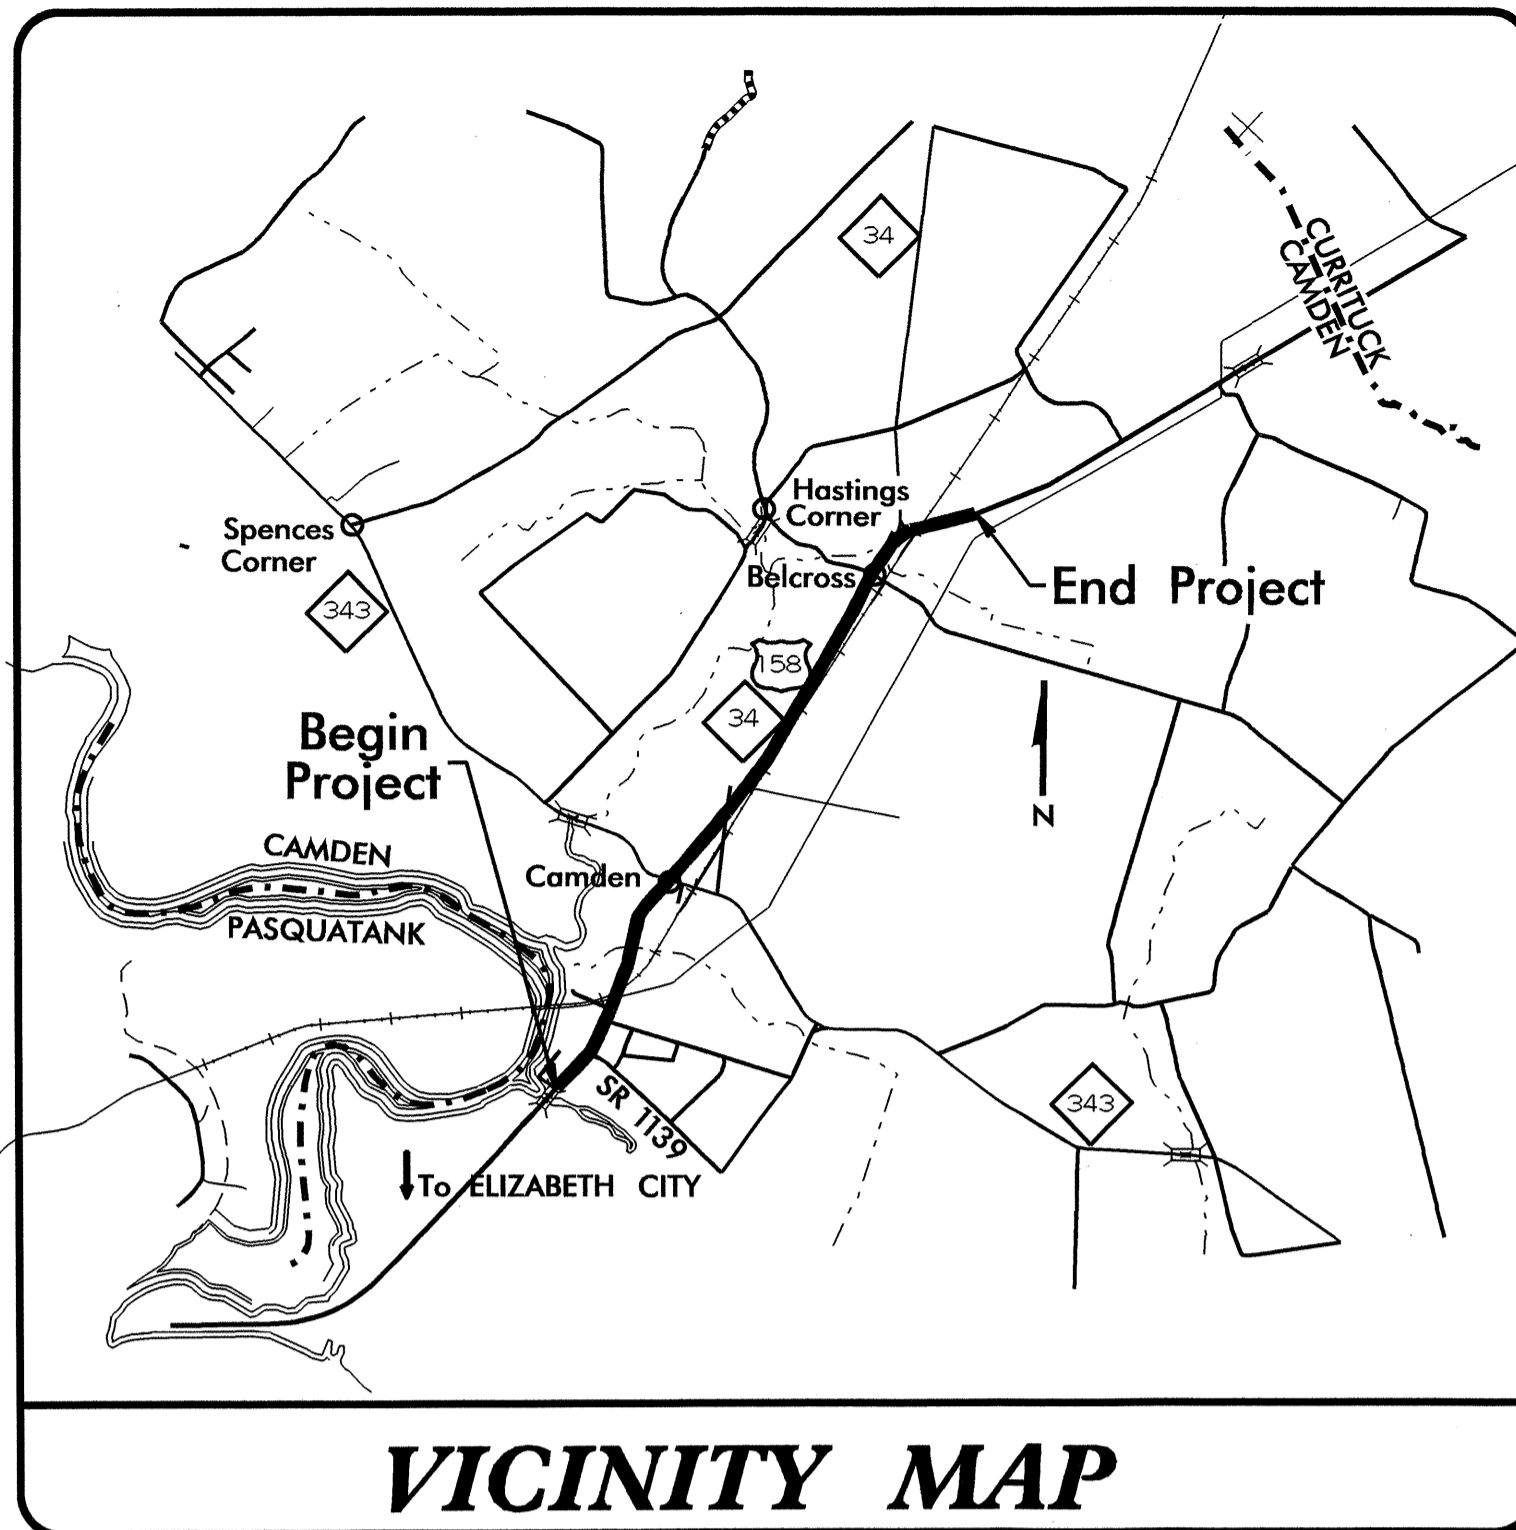 34
CURRITUCK
CAMDEN
Hastings
Corner
Spences
Corner
Belcross
End Project
343
158
34
Begin
Project
N
CAMDEN
Camden
PASQUATANK
SR 1139
343
To ELIZABETH CITY
VICINITY MAP